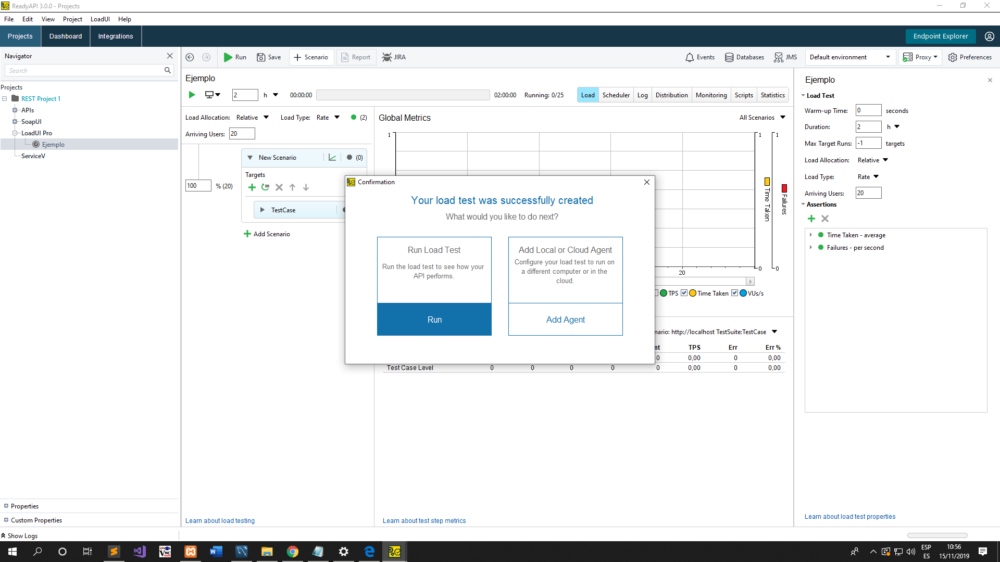 ReadyAPI 3.0.0 - Projects
File Edit View Project LoadUI Help
Projects Dashboard Integrations Endpoint Explorer
Navigator
Search
Projects
REST Project 1
APIs
SoapUI
LoadUI Pro
Ejemplo
ServiceV
Properties
Custom Properties
Show Logs
Run Save Scenario Report JIRA Events Databases JMS Default environment Proxy Preferences
Ejemplo
2 h 00:00:00 02:00:00 Running: 0/25 Load Scheduler Log Distribution Monitoring Scripts Statistics
Load Allocation: Relative Load Type: Rate (2)
Arriving Users: 20
New Scenario (0)
Targets
100 % (20)
TestCase
Add Scenario
Learn about load testing
Global Metrics All Scenarios
1 1 1
Time Taken
Failures
0 0
20
TPS Time Taken VUs/s
Confirmation
Your load test was successfully created
What would you like to do next?
Run Load Test
Run the load test to see how your
API performs.
Run
Add Local or Cloud Agent
Configure your load test to run on
a different computer or in the
cloud.
Add Agent
nario: http://localhost TestSuite:TestCase
nt TPS Err Err %
0 0,00 0 0,00
Test Case Level 0 0 0 0 0 0,00 0 0,00
Learn about test step metrics
Ejemplo
Load Test
Warm-up Time: 0 seconds
Duration: 2 h
Max Target Runs: -1 targets
Load Allocation: Relative
Load Type: Rate
Arriving Users: 20
Assertions
Time Taken - average
Failures - per second
Learn about load test properties
ESP
ES
10:56
15/11/2019